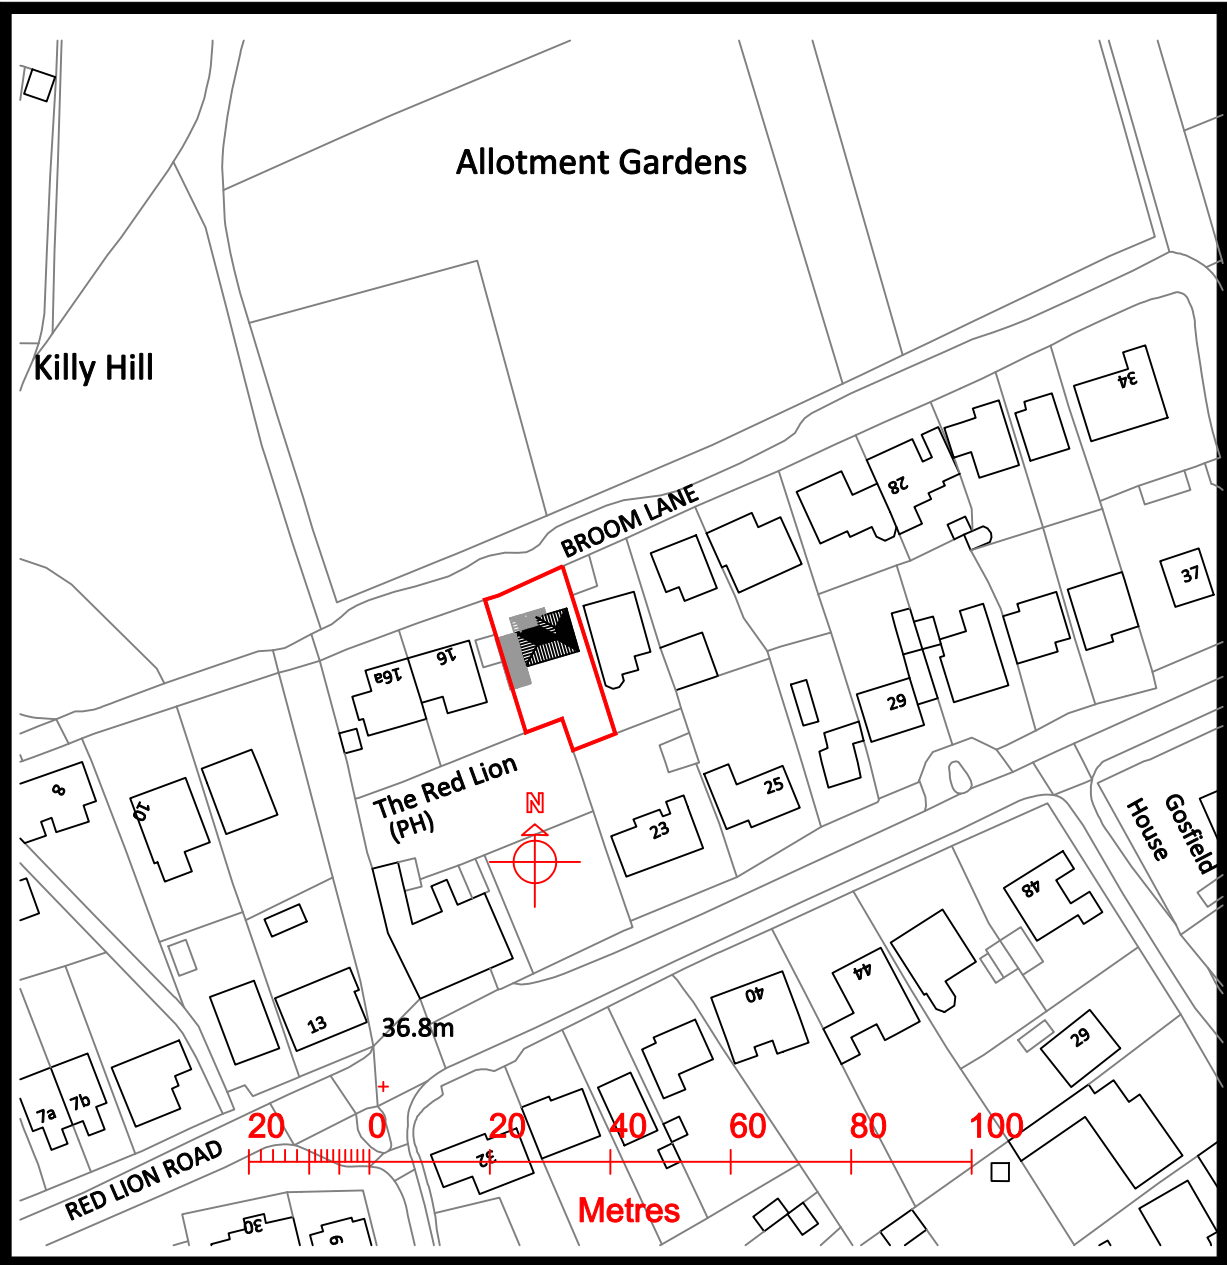 Allotment Gardens
Killy Hill
34
BROOM LANE
28
37
16
16a
29
The Red Lion
(PH)
N
8
10
25
23
Gosfield
House
48
44
40
36.8m
13
29
7a
7b
20
0
20
40
60
80
100
32
RED LION ROAD
Metres
30
9